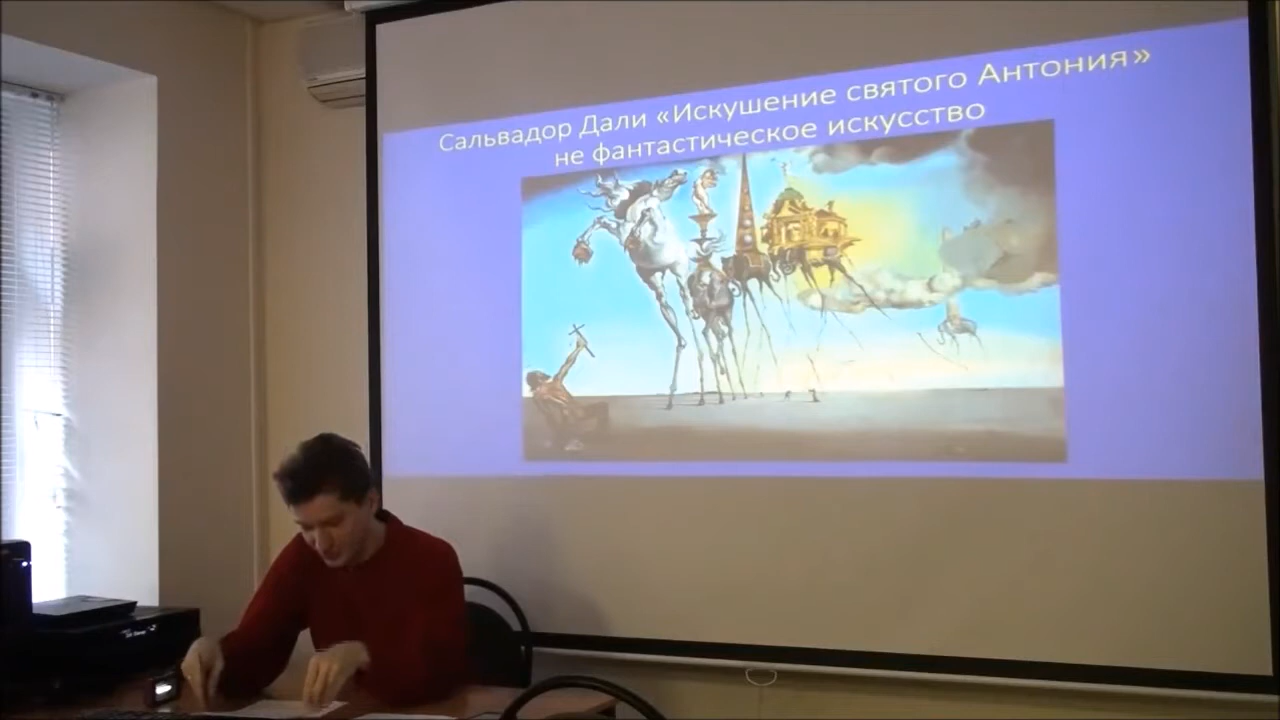 Сальвадор Дали «Искушение святого Антония»
не фантастическое искусство